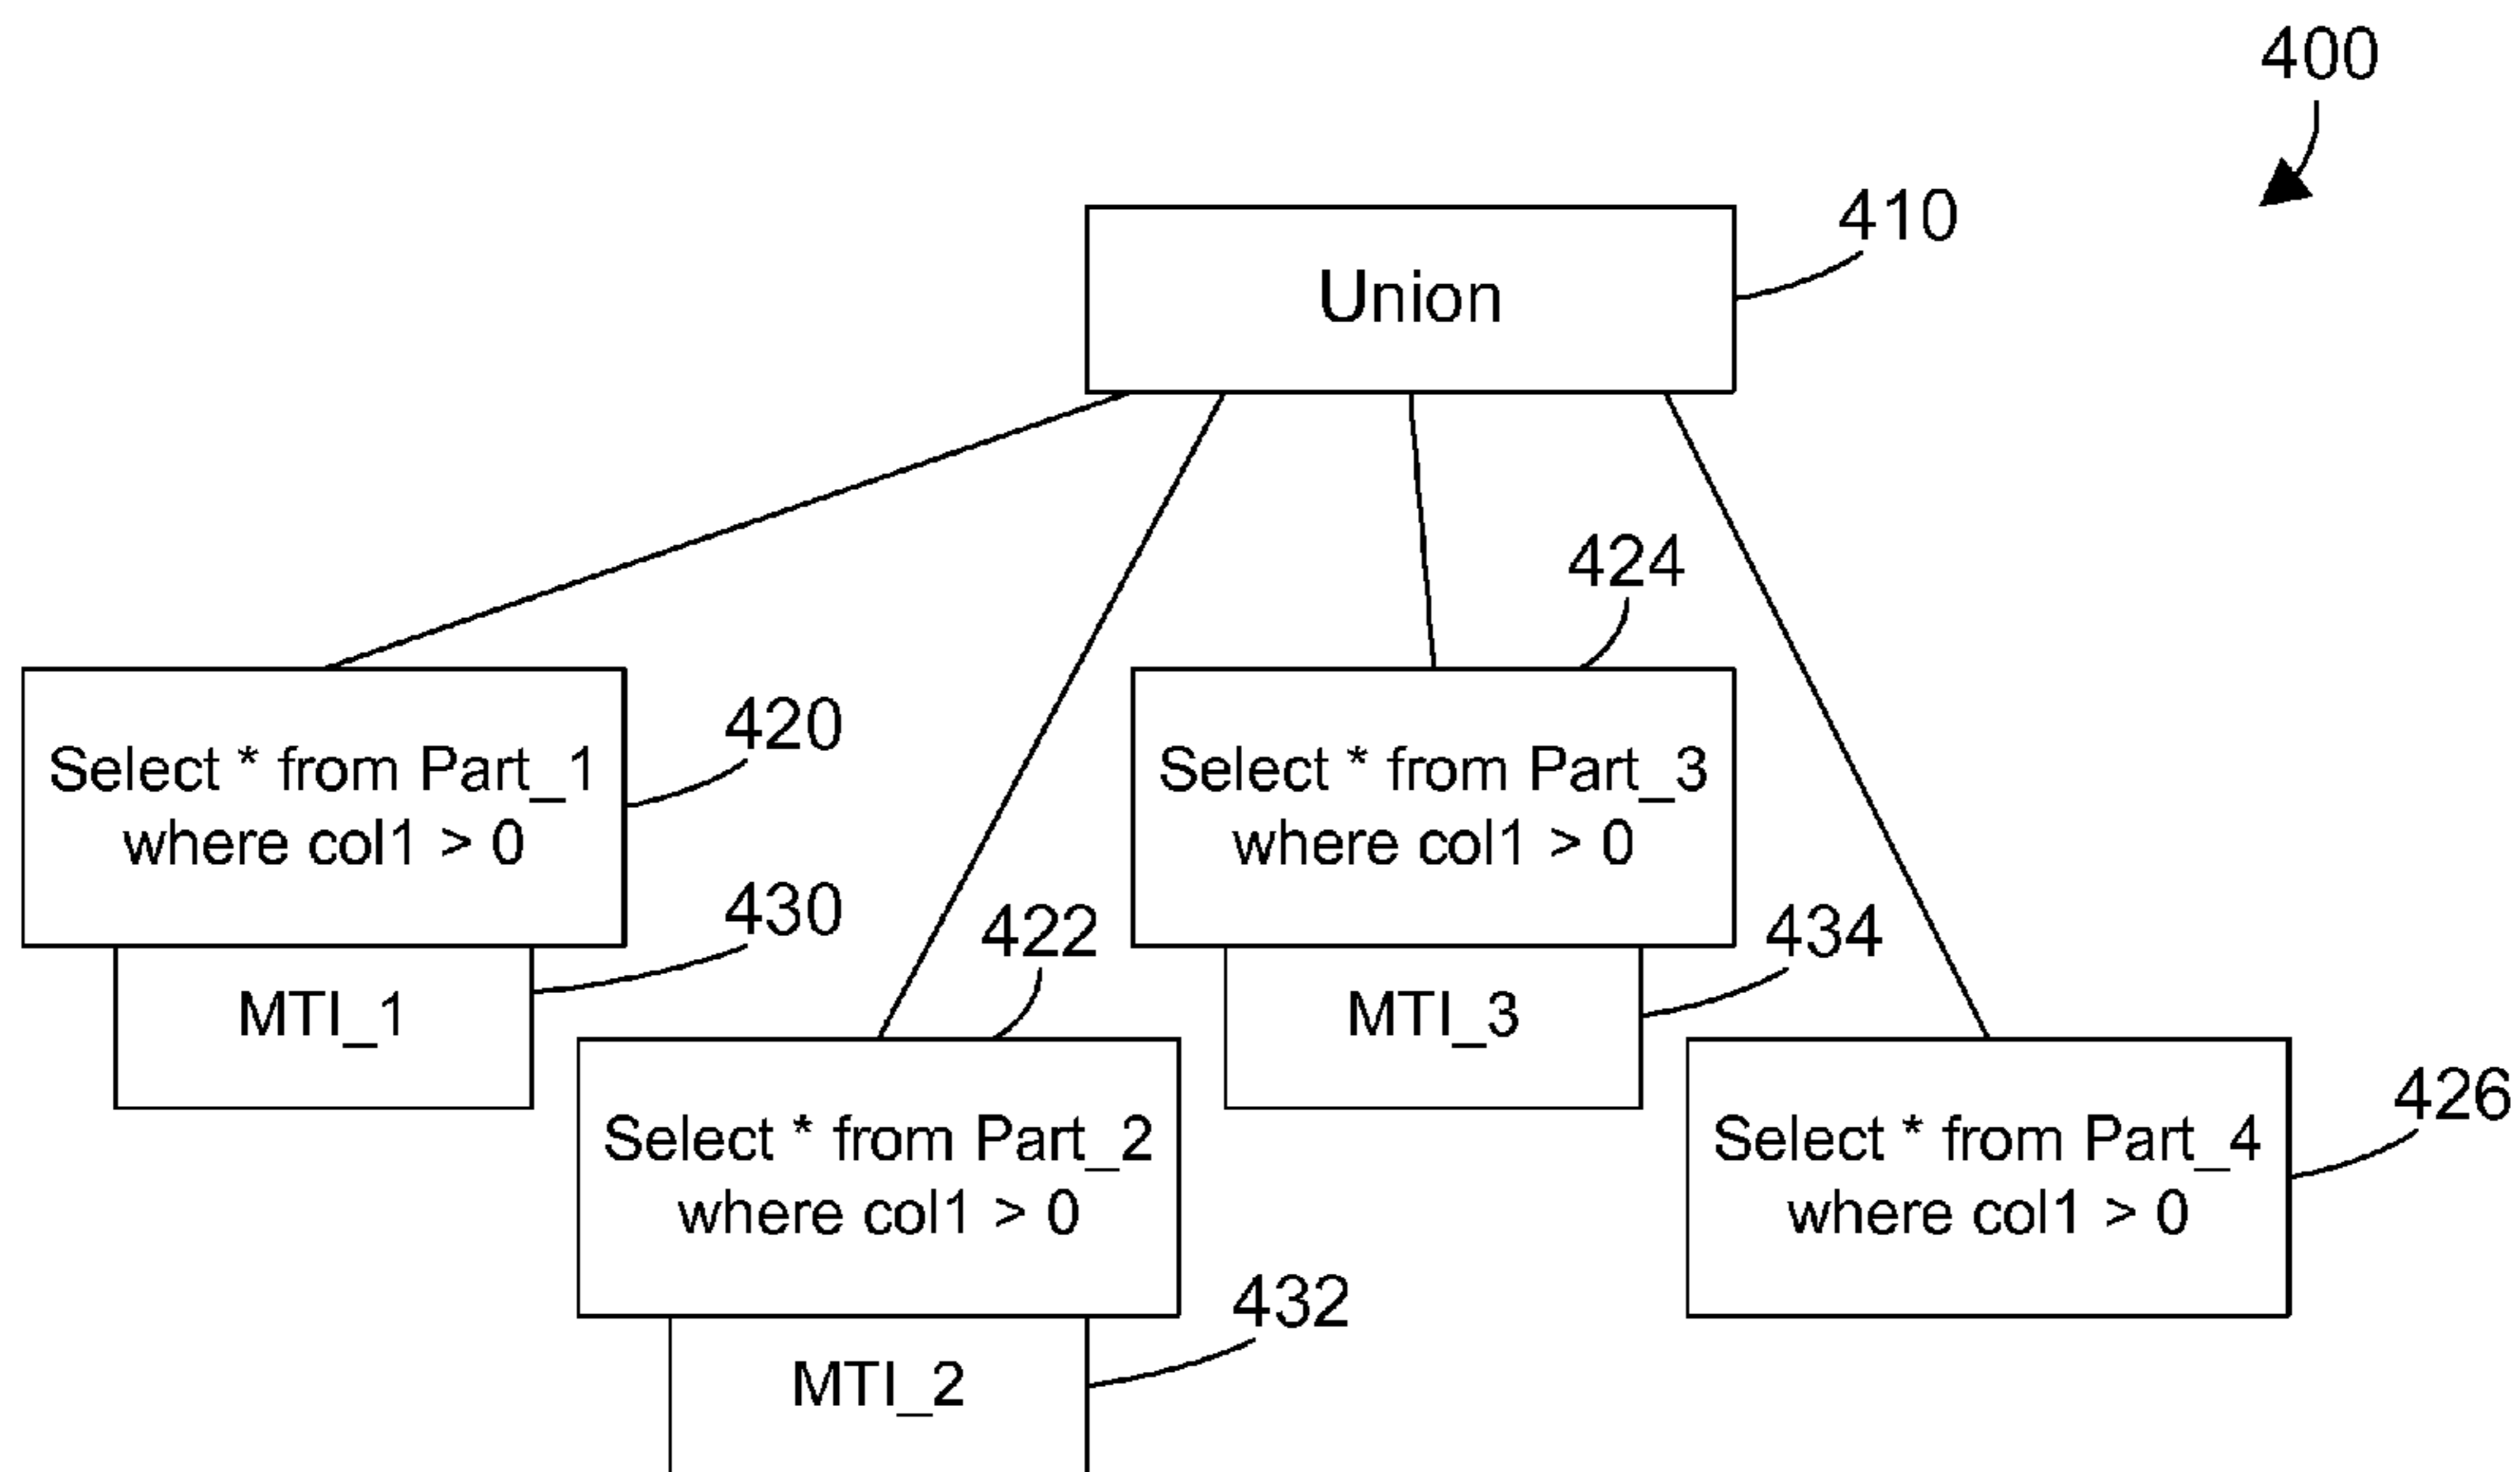 400
410
Union
424
420
Select * from Part_1
where col1 > 0
Select * from Part_3
where col1 > 0
430
422
434
MTI_1
MTI_3
426
Select * from Part_2
where col1 > 0
Select * from Part_4
where col1 > 0
432
MTI_2